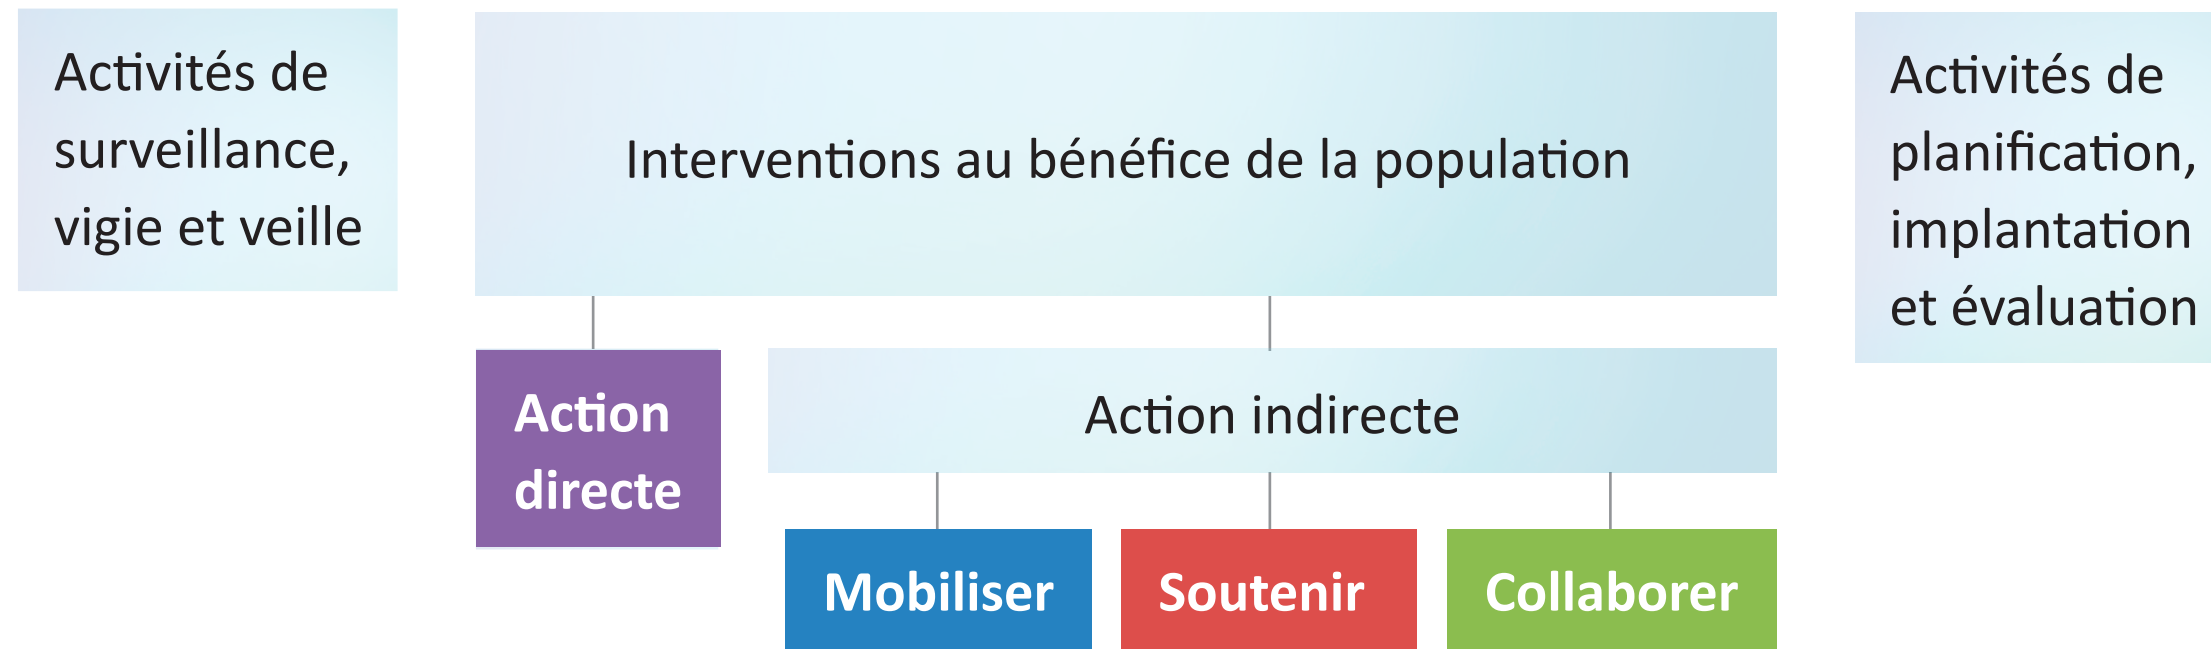 Activités de
surveillance,
vigie et veille
Interventions au bénéfice de la population
Activités de
planification,
implantation
et évaluation
Action
directe
Action indirecte
Mobiliser
Soutenir
Collaborer